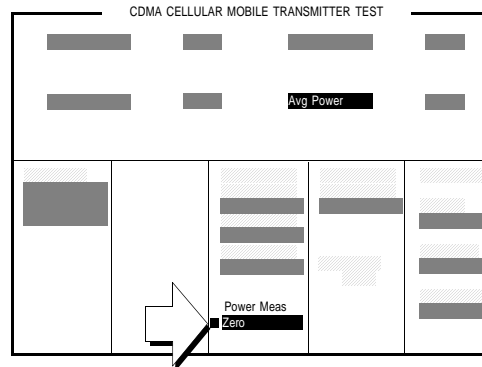 CDMA CELLULAR MOBILE TRANSMITTER TEST
Avg Power
Power Meas
Zero